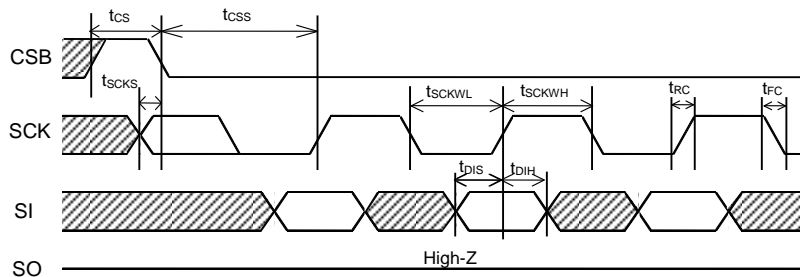 tCS
tCSS
CSB
tSCKS
tSCKWL
tSCKWH
tRC
tFC
SCK
tDIS
tDIH
SI
High-Z
SO